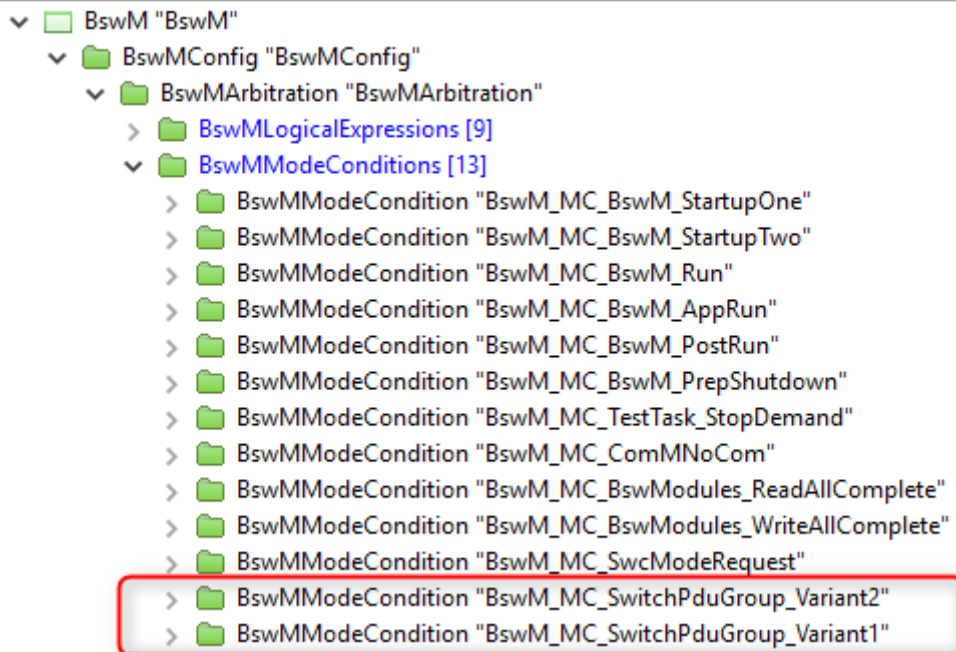 BswM "BswM"
BswMConfig "BswMConfig"
BswMArbitration "BswMArbitration"
BswMLogicalExpressions [9]
BswMModeConditions [13]
BswMModeCondition "BswM_MC_BswM_StartupOne"
BswMModeCondition "BswM_MC_BswM_StartupTwo"
BswMModeCondition "BswM_MC_BswM_Run"
BswMModeCondition "BswM_MC_BswM_AppRun"
BswMModeCondition "BswM_MC_BswM_PostRun"
BswMModeCondition "BswM_MC_BswM_PrepShutdown"
BswMModeCondition "BswM_MC_TestTask_StopDemand"
BswMModeCondition "BswM_MC_ComMNoCom"
BswMModeCondition "BswM_MC_BswModules_ReadAllComplete"
BswMModeCondition "BswM_MC_BswModules_WriteAllComplete"
BswMModeCondition "BswM_MC_SwcModeRequest"
BswMModeCondition "BswM_MC_SwitchPduGroup_Variant2"
BswMModeCondition "BswM_MC_SwitchPduGroup_Variant1"